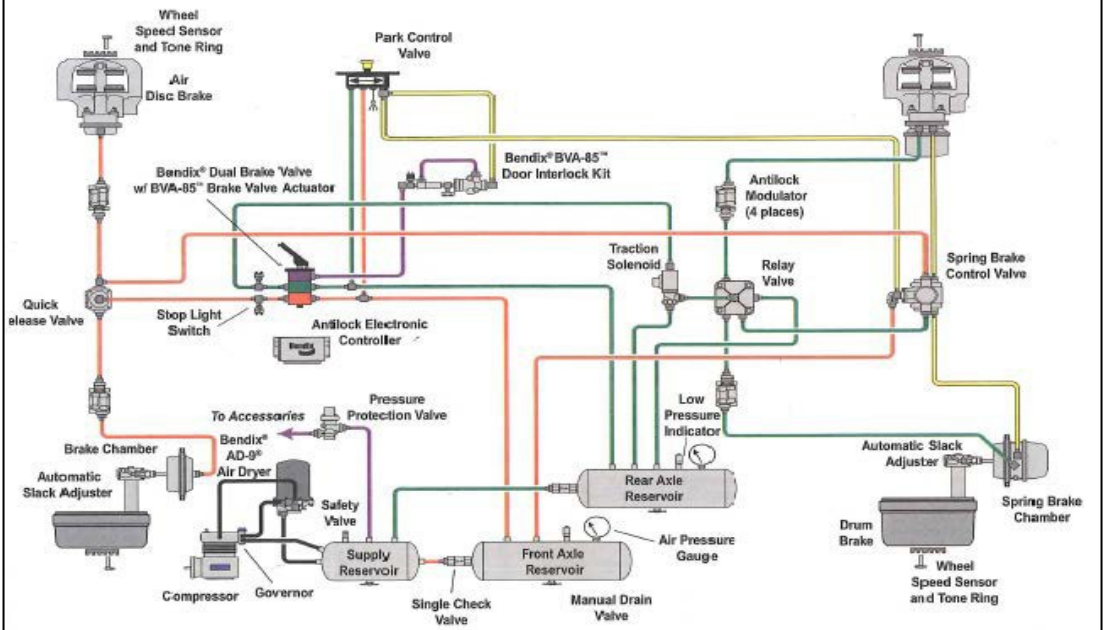 Wheel
Speed Sensor
and Tone Ring
Air
Disc Brake
Park Control
Valve
Bendix® BVA-85™
Door Interlock Kit
Bendix® Dual Brake Valve
w/ BVA-85™ Brake Valve Actuator
Antilock
Modulator
(4 places)
Traction
Solenoid
Relay
Valve
Spring Brake
Control Valve
Quick
elease Valve
Stop Light
Switch
Antilock Electronic
Controller
Bendix
To Accessories
Pressure
Protection Valve
Low
Pressure
Indicator
Brake Chamber
Bendix®
AD-9®
Air Dryer
Automatic
Slack Adjuster
Automatic Slack
Adjuster
Rear Axle
Reservoir
Spring Brake
Chamber
Safety
Valve
Drum
Brake
Air Pressure
Gauge
Supply
Reservoir
Front Axle
Reservoir
Wheel
Speed Sensor
and Tone Ring
Compressor
Governor
Single Check
Valve
Manual Drain
Valve